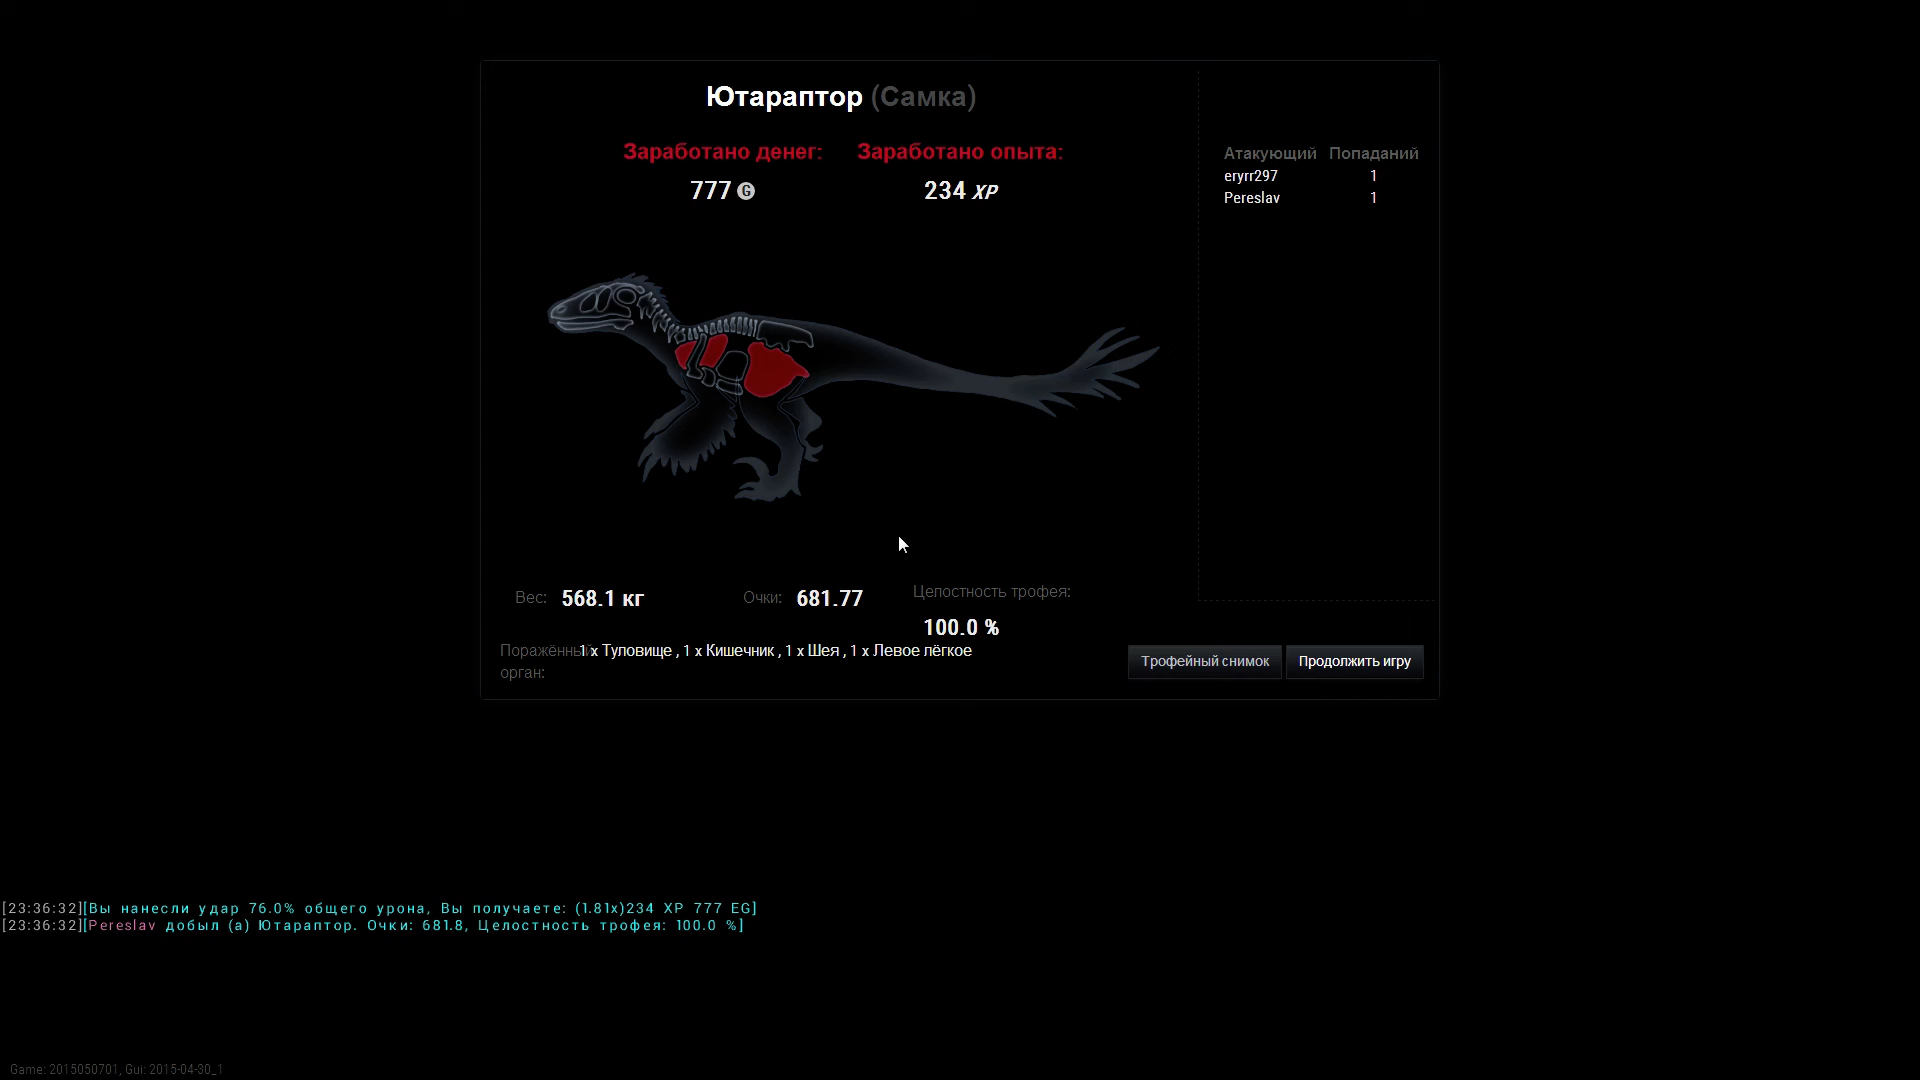 Ютараптор (Самка)
Заработано денег: Заработано опыта:
777 G 234 XP
Атакующий Попаданий
eryrr297 1
Pereslav 1
Вес: 568.1 кг Очки: 681.77 Целостность трофея:
100.0 %
Поражённый орган: 1 x Туловище , 1 x Кишечник , 1 x Шея , 1 x Левое лёгкое
Трофейный снимок Продолжить игру
[23:36:32][Вы нанесли удар 76.0% общего урона, Вы получаете: (1.81x)234 XP 777 EG]
[23:36:32][Pereslav добыл (а) Ютараптор. Очки: 681.8, Целостность трофея: 100.0 %]
Game: 2015050701, Gui: 2015-04-30_1